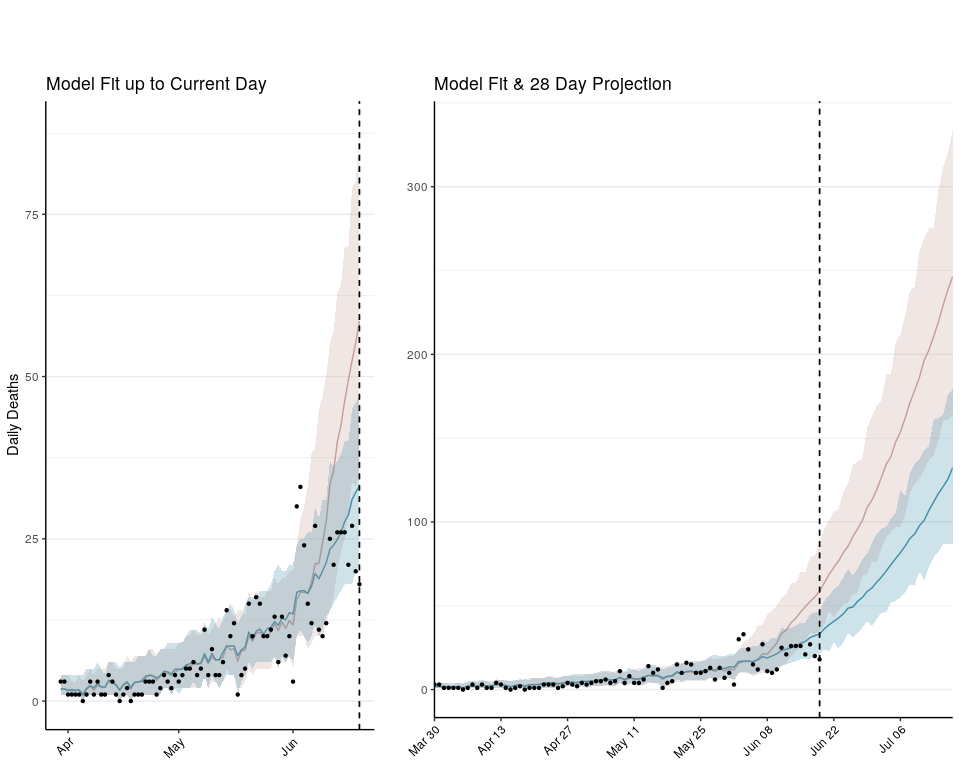 Model Fit up to Current Day
Model Fit & 28 Day Projection
Daily Deaths
75
50
25
0
Apr
May
Jun
300
200
100
0
Mar 30
Apr 13
Apr 27
May 11
May 25
Jun 08
Jun 22
Jul 06